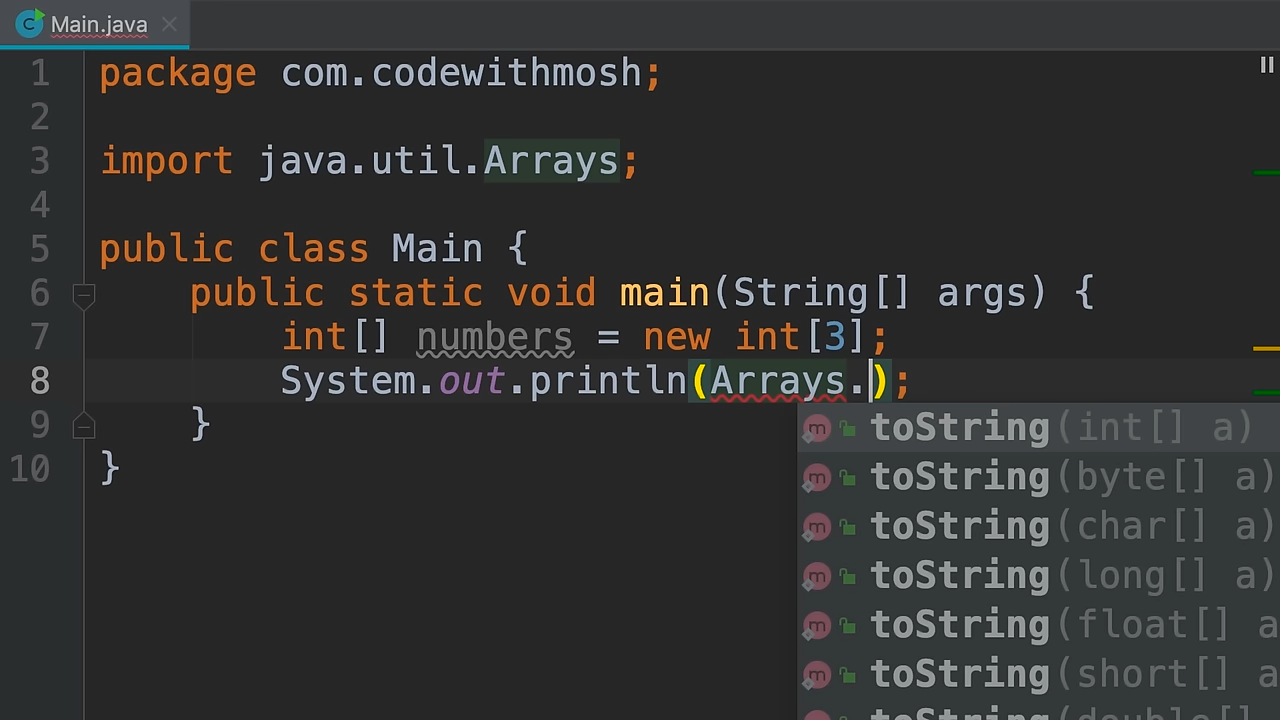 Main.java
1 package com.codewithmosh;
2
3 import java.util.Arrays;
4
5 public class Main {
6 public static void main(String[] args) {
7 int[] numbers = new int[3];
8 System.out.println(Arrays.);
9 }
10 }
m toString(int[] a)
m toString(byte[] a)
m toString(char[] a)
m toString(long[] a)
m toString(float[] a
m toString(short[] a
toString(double[]